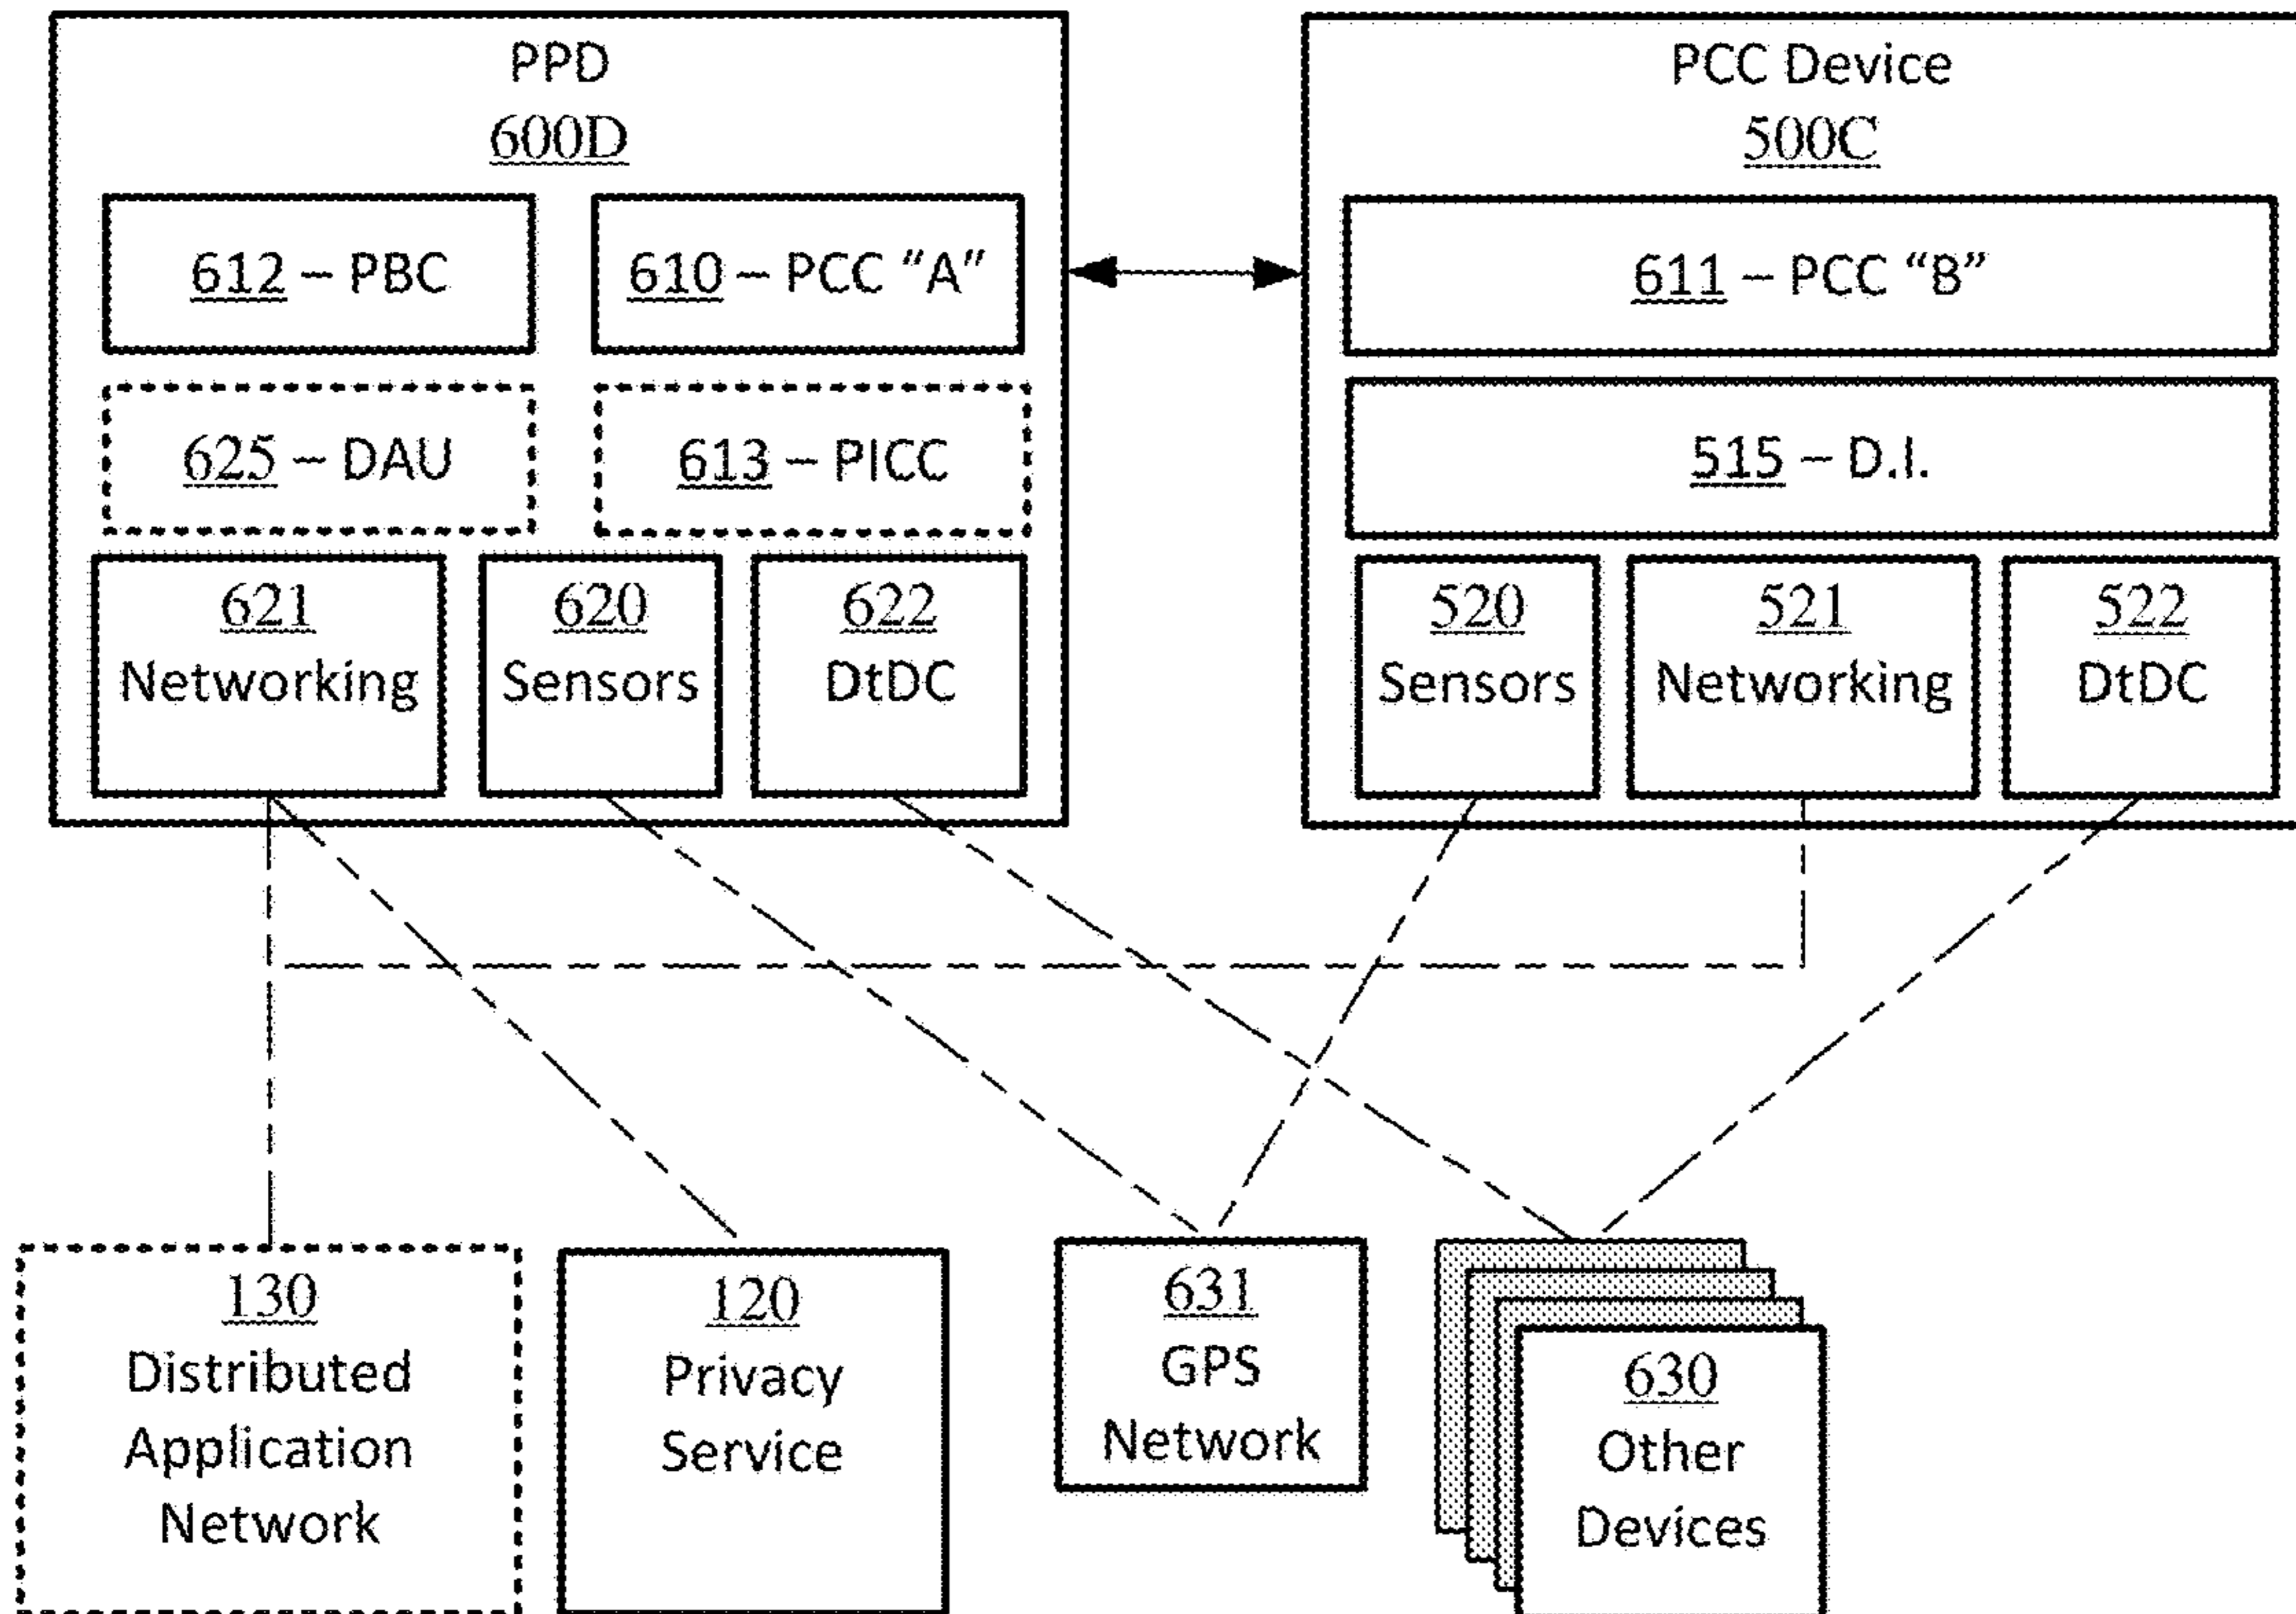 PPD
600D
612 – PBC
610 – PCC “A”
625 – DAU
613 – PICC
621
Networking
620
Sensors
622
DtDC
PCC Device
500C
611 – PCC “B”
515 – D.I.
520
Sensors
521
Networking
522
DtDC
130
Distributed
Application
Network
120
Privacy
Service
631
GPS
Network
630
Other
Devices